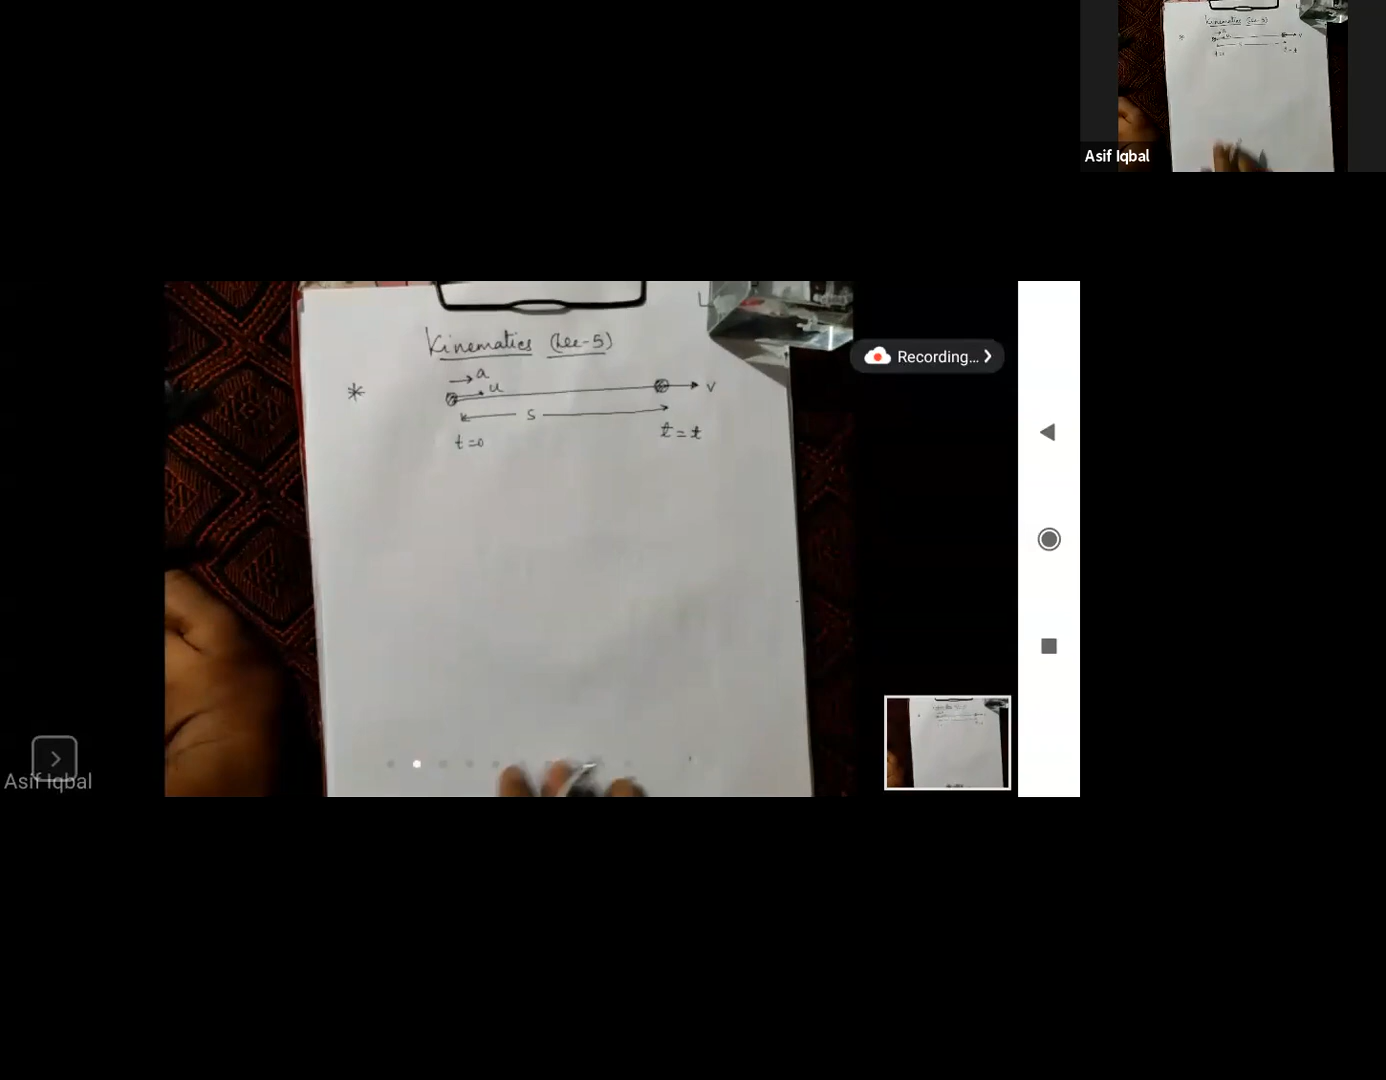 Asif Iqbal
Kinematics (Lec-5)
a
u
* v
s
t=0 t=t
Recording...
Asif Iqbal